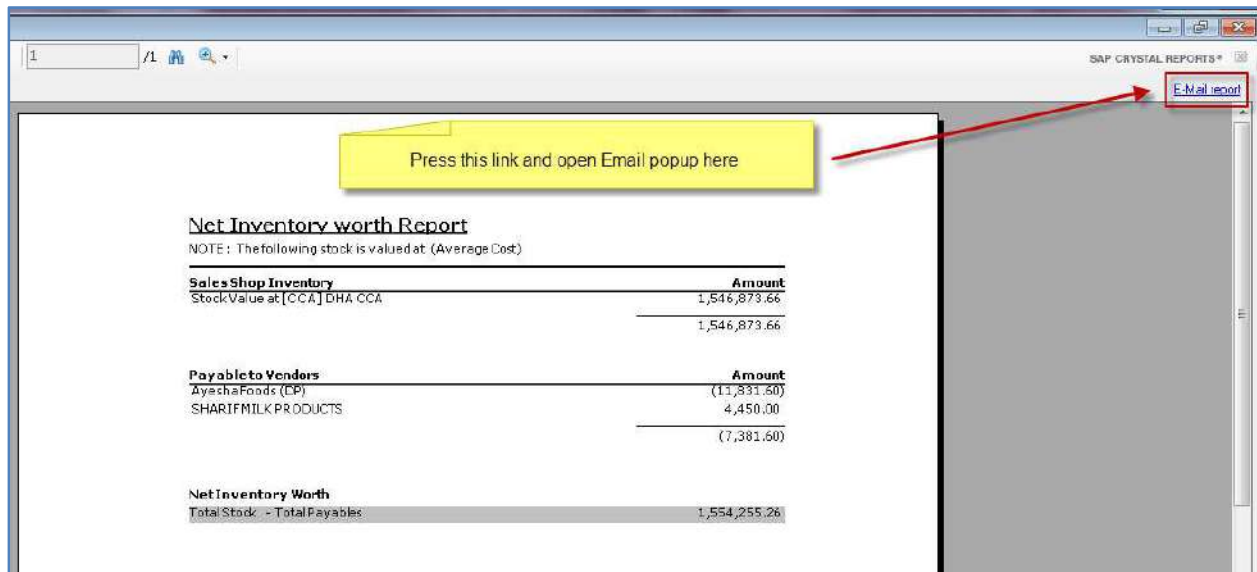 1 /1
SAP CRYSTAL REPORTS®
E-Mail report
Press this link and open Email popup here
Net Inventory worth Report
NOTE : The following stock is valued at (Average Cost)
Sales Shop Inventory Amount
Stock Value at [CCA] DHA CCA 1,546,873.66
1,546,873.66
Payable to Vendors Amount
Ayesha Foods (DP) (11,831.60)
SHARIF MILK PRODUCTS 4,450.00
(7,381.60)
Net Inventory Worth
Total Stock - Total Payables 1,554,255.26